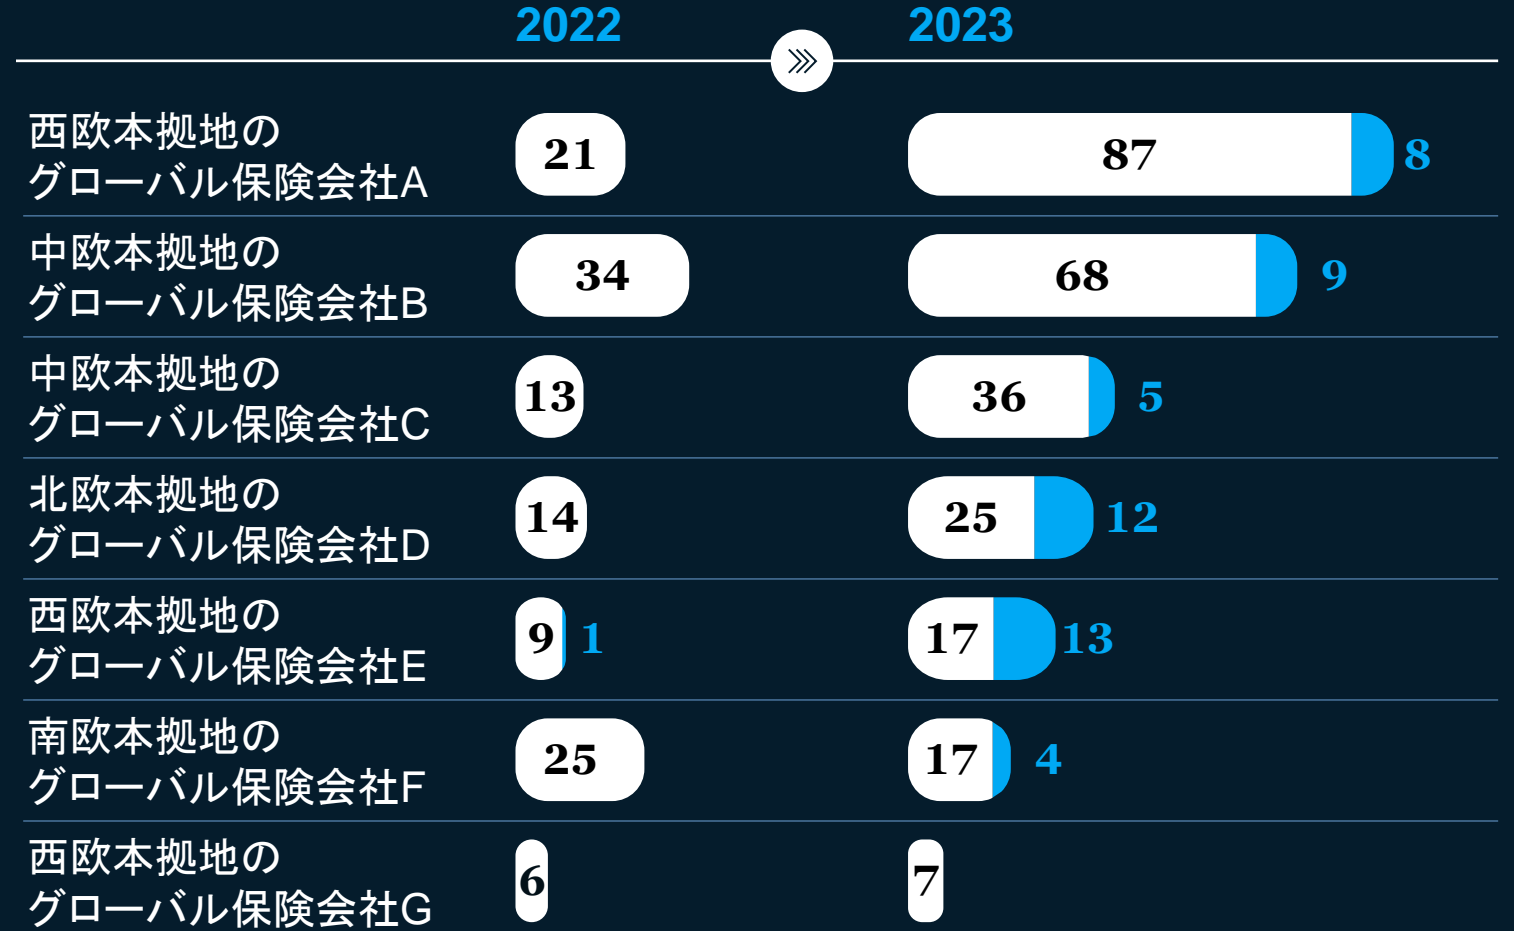 2022 2023
西欧本拠地の
グローバル保険会社A
21 87 8
中欧本拠地の
グローバル保険会社B
34 68 9
中欧本拠地の
グローバル保険会社C
13 36 5
北欧本拠地の
グローバル保険会社D
14 25 12
西欧本拠地の
グローバル保険会社E
9 1 17 13
南欧本拠地の
グローバル保険会社F
25 17 4
西欧本拠地の
グローバル保険会社G
6 7